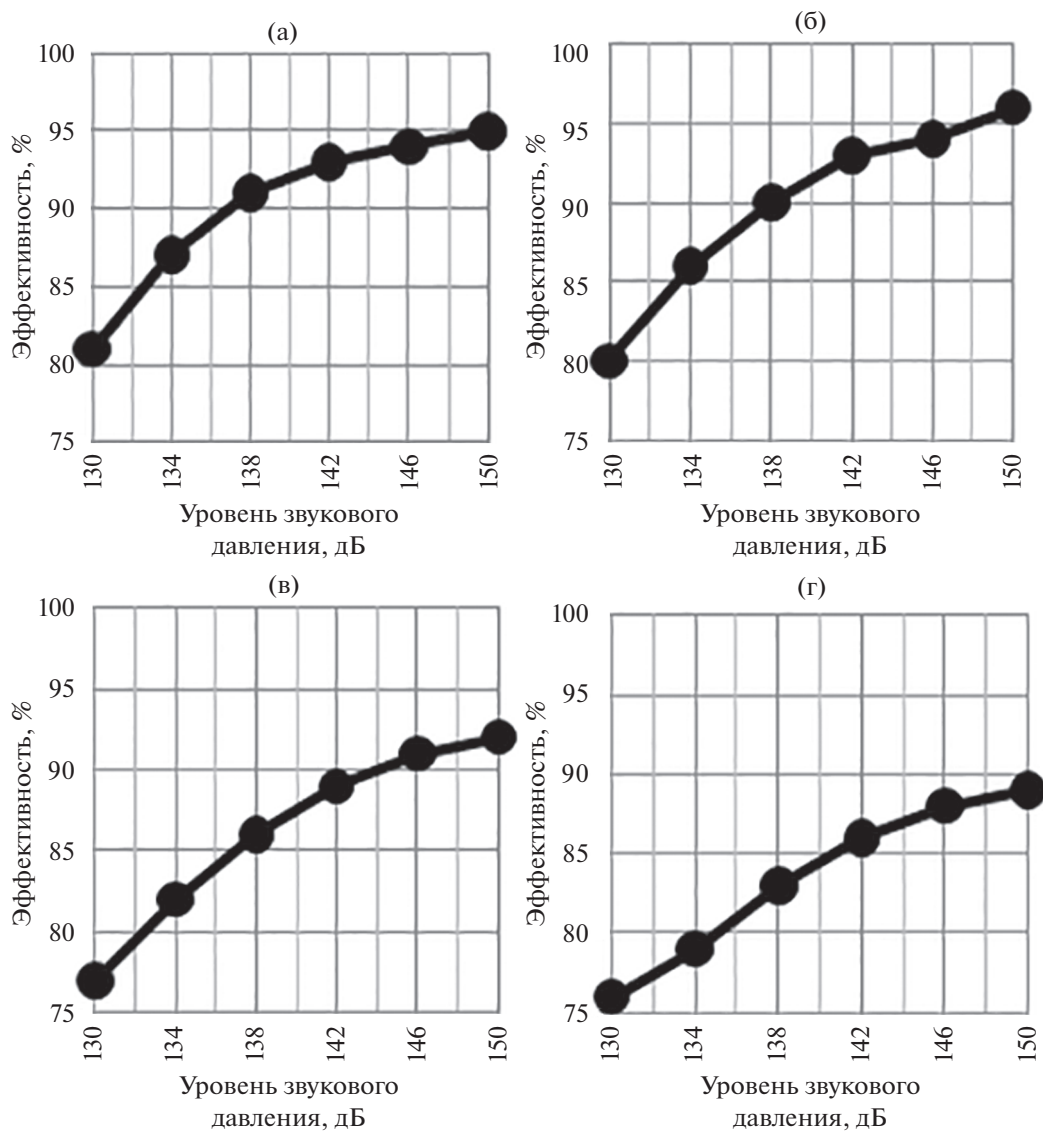 (а)
Эффективность, %
100
95
90
85
80
75
130 134 138 142 146 150
Уровень звукового
давления, дБ
(б)
Эффективность, %
100
95
90
85
80
75
130 134 138 142 146 150
Уровень звукового
давления, дБ
(в)
Эффективность, %
100
95
90
85
80
75
130 134 138 142 146 150
Уровень звукового
давления, дБ
(г)
Эффективность, %
100
95
90
85
80
75
130 134 138 142 146 150
Уровень звукового
давления, дБ